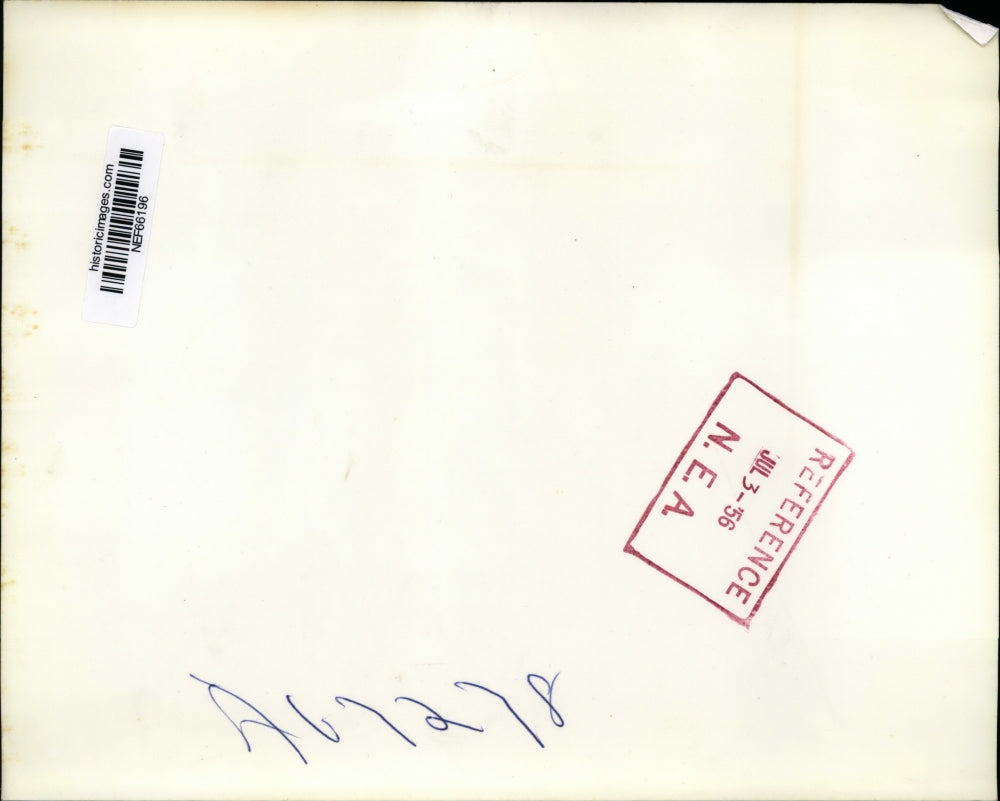 historicimages.com
NEF66196
REFERENCE
JUL 3-'56
N. E. A.
A67278